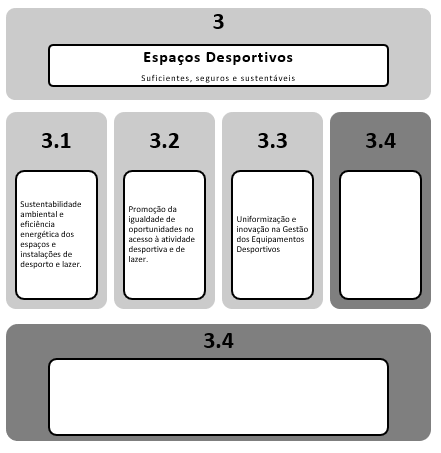 3
Espaços Desportivos
Suficientes, seguros e sustentáveis
3.1
Sustentabilidade
ambiental e
eficiência
energética dos
espaços e
instalações de
desporto e lazer.
3.2
Promoção da
igualdade de
oportunidades no
acesso à atividade
desportiva e de
lazer.
3.3
Uniformização e
inovação na Gestão
dos Equipamentos
Desportivos
3.4
3.4